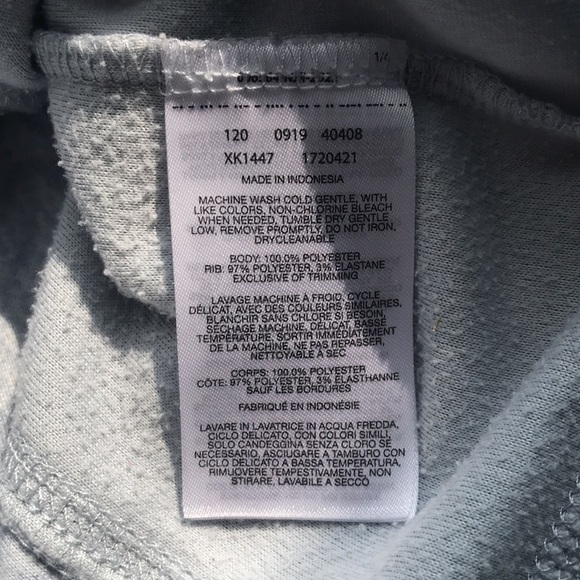 1/4
120 0919 40408
XK1447 1720421
MADE IN INDONESIA
MACHINE WASH COLD GENTLE, WITH
LIKE COLORS, NON-CHLORINE BLEACH
WHEN NEEDED, TUMBLE DRY GENTLE
LOW, REMOVE PROMPTLY, DO NOT IRON,
DRYCLEANABLE
BODY: 100.0% POLYESTER
RIB: 97% POLYESTER, 3% ELASTANE
EXCLUSIVE OF TRIMMING
LAVAGE MACHINE À FROID, CYCLE
DÉLICAT, AVEC DES COULEURS SIMILAIRES,
BLANCHIR SANS CHLORE SI BESOIN,
SÉCHAGE MACHINE, DÉLICAT, BASSE
TEMPÉRATURE, SORTIR IMMÉDIATEMENT
DE LA MACHINE, NE PAS REPASSER,
NETTOYABLE À SEC
CORPS: 100.0% POLYESTER
CÔTE: 97% POLYESTER, 3% ÉLASTHANNE
SAUF LES BORDURES
FABRIQUÉ EN INDONÉSIE
LAVARE IN LAVATRICE IN ACQUA FREDDA,
CICLO DELICATO, CON COLORI SIMILI,
SOLO CANDEGGINA SENZA CLORO SE
NECESSARIO, ASCIUGARE A TAMBURO CON
CICLO DELICATO A BASSA TEMPERATURA,
RIMUOVERE TEMPESTIVAMENTE, NON
STIRARE, LAVABILE A SECCO